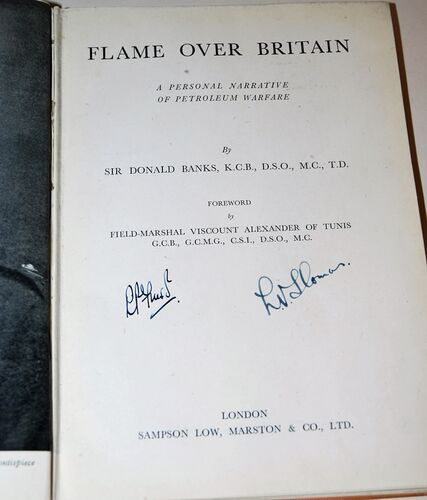 FLAME OVER BRITAIN
A PERSONAL NARRATIVE
OF PETROLEUM WARFARE
By
SIR DONALD BANKS, K.C.B., D.S.O., M.C., T.D.
FOREWORD
by
FIELD-MARSHAL VISCOUNT ALEXANDER OF TUNIS
G.C.B., G.C.M.G., C.S.I., D.S.O., M.C.
LONDON
SAMPSON LOW, MARSTON & CO., LTD.